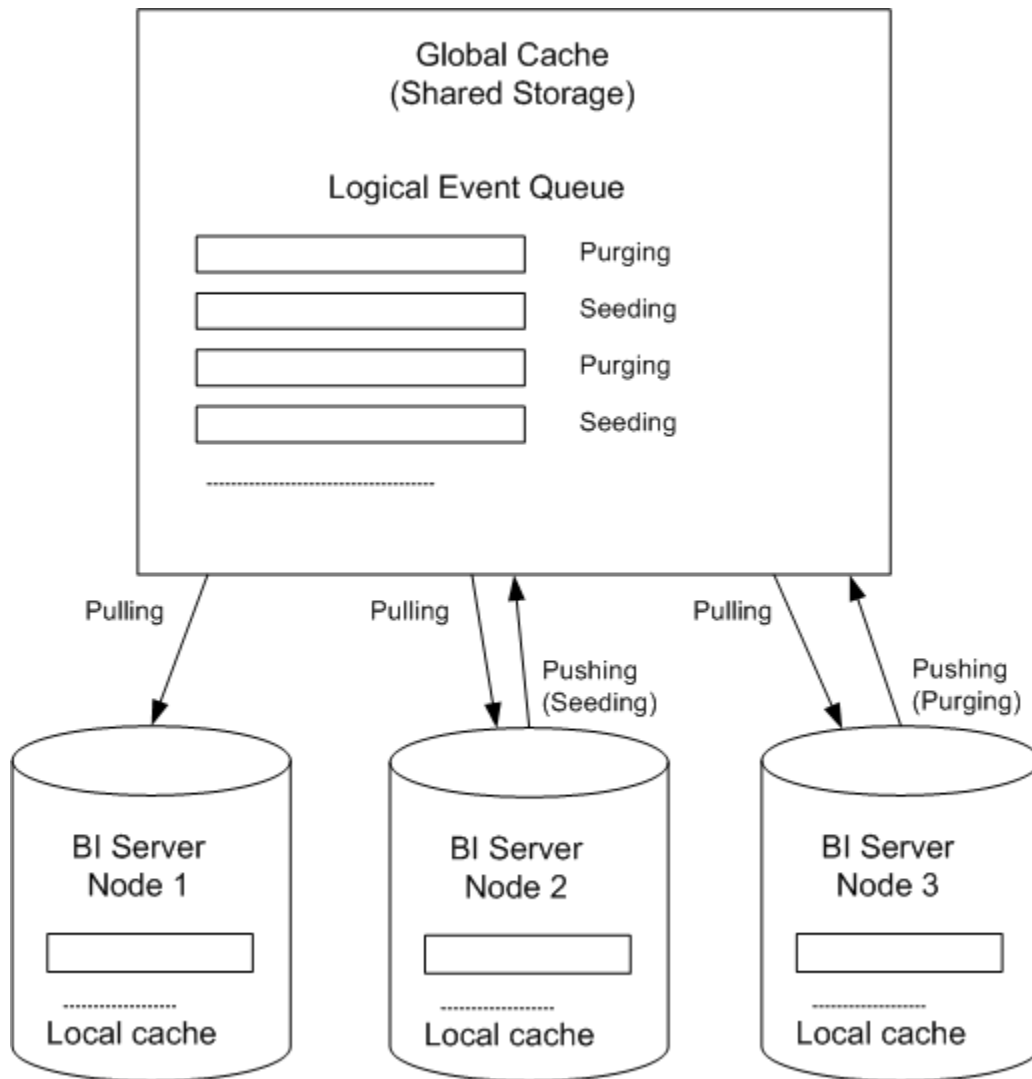 Global Cache
(Shared Storage)
Logical Event Queue
Purging
Seeding
Purging
Seeding
Pulling
Pulling
Pulling
Pushing
(Seeding)
Pushing
(Purging)
BI Server
Node 1
BI Server
Node 2
BI Server
Node 3
Local cache
Local cache
Local cache